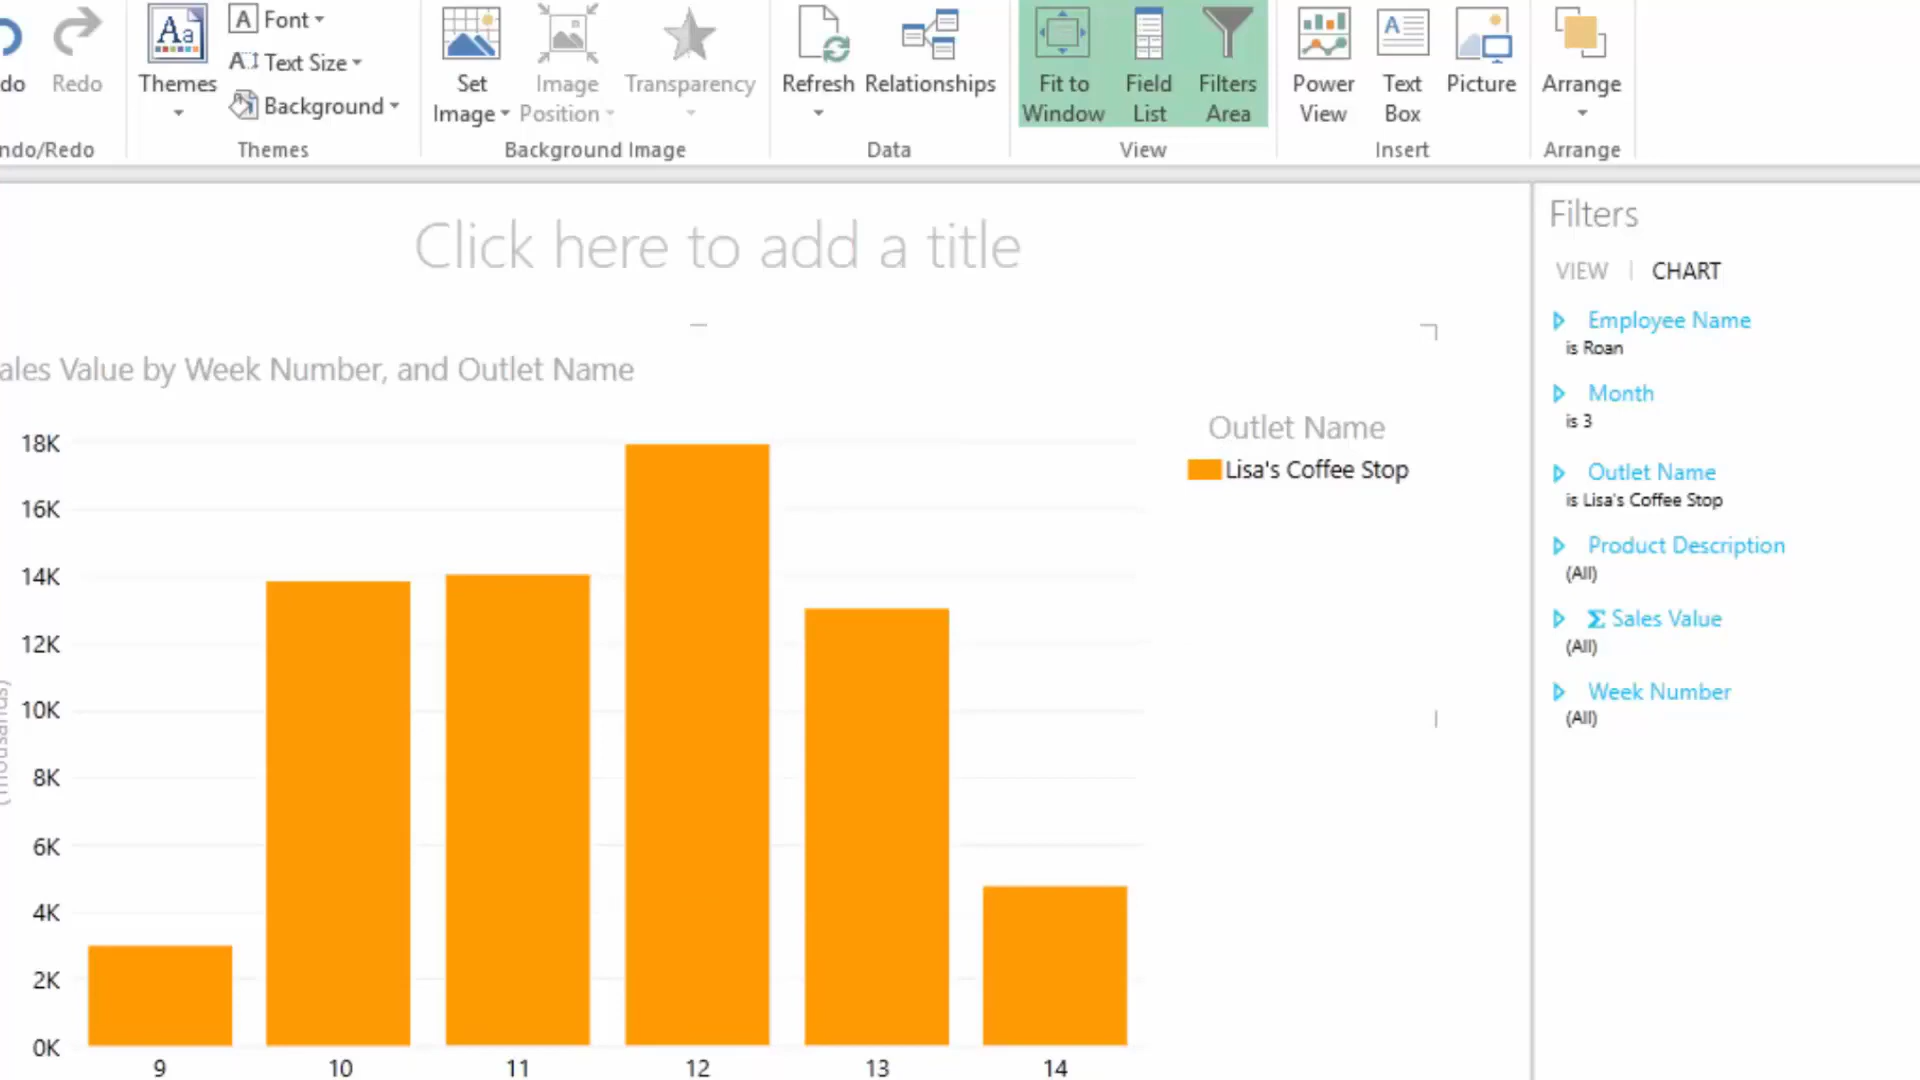 do
Redo
ndo/Redo
Themes
Font
Text Size
Background
Themes
Set
Image
Image
Position
Transparency
Background Image
Refresh
Relationships
Data
Fit to
Window
Field
List
Filters
Area
View
Power
View
Text
Box
Picture
Insert
Arrange
Arrange
Click here to add a title
ales Value by Week Number, and Outlet Name
18K
16K
14K
12K
10K
8K
6K
4K
2K
0K
9
10
11
12
13
14
Outlet Name
Lisa's Coffee Stop
Filters
VIEW | CHART
Employee Name
is Roan
Month
is 3
Outlet Name
is Lisa's Coffee Stop
Product Description
(All)
Σ Sales Value
(All)
Week Number
(All)